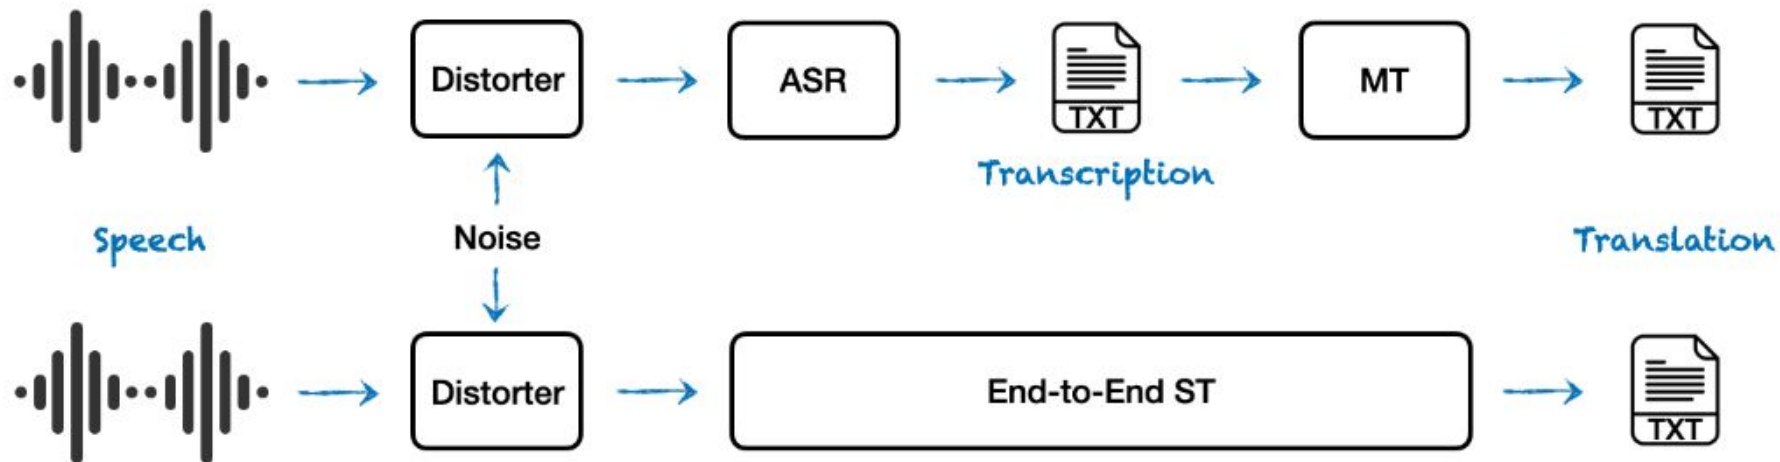 Distorter
ASR
TXT
MT
TXT
Transcription
Speech
Noise
Translation
Distorter
End-to-End ST
TXT